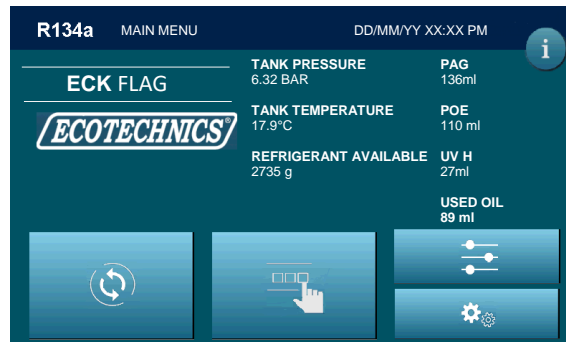 R134a MAIN MENU DD/MM/YY XX:XX PM
i
ECK FLAG
ECOTECHNICS®
TANK PRESSURE
6.32 BAR
TANK TEMPERATURE
17.9°C
REFRIGERANT AVAILABLE
2735 g
PAG
136ml
POE
110 ml
UV H
27ml
USED OIL
89 ml